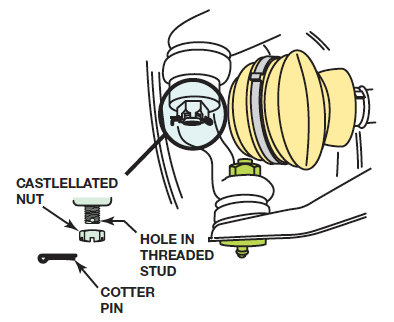 CASTLELLATED
NUT
HOLE IN
THREADED
STUD
COTTER
PIN